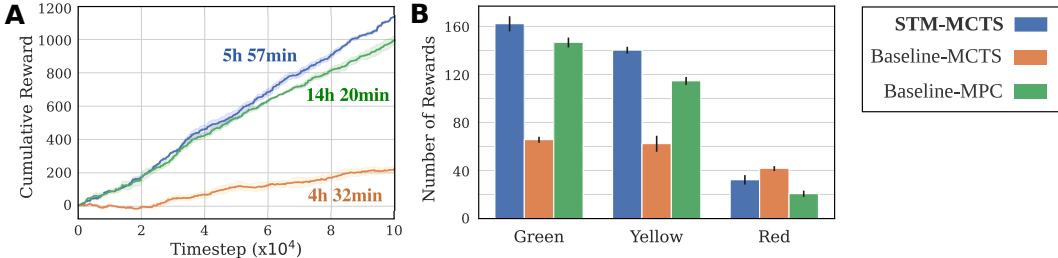 A
Cumulative Reward
1200
1000
800
600
400
200
0
5h 57min
14h 20min
4h 32min
0 2 4 6 8 10
Timestep (x10⁴)
B
Number of Rewards
160
120
80
40
0
Green Yellow Red
STM-MCTS
Baseline-MCTS
Baseline-MPC